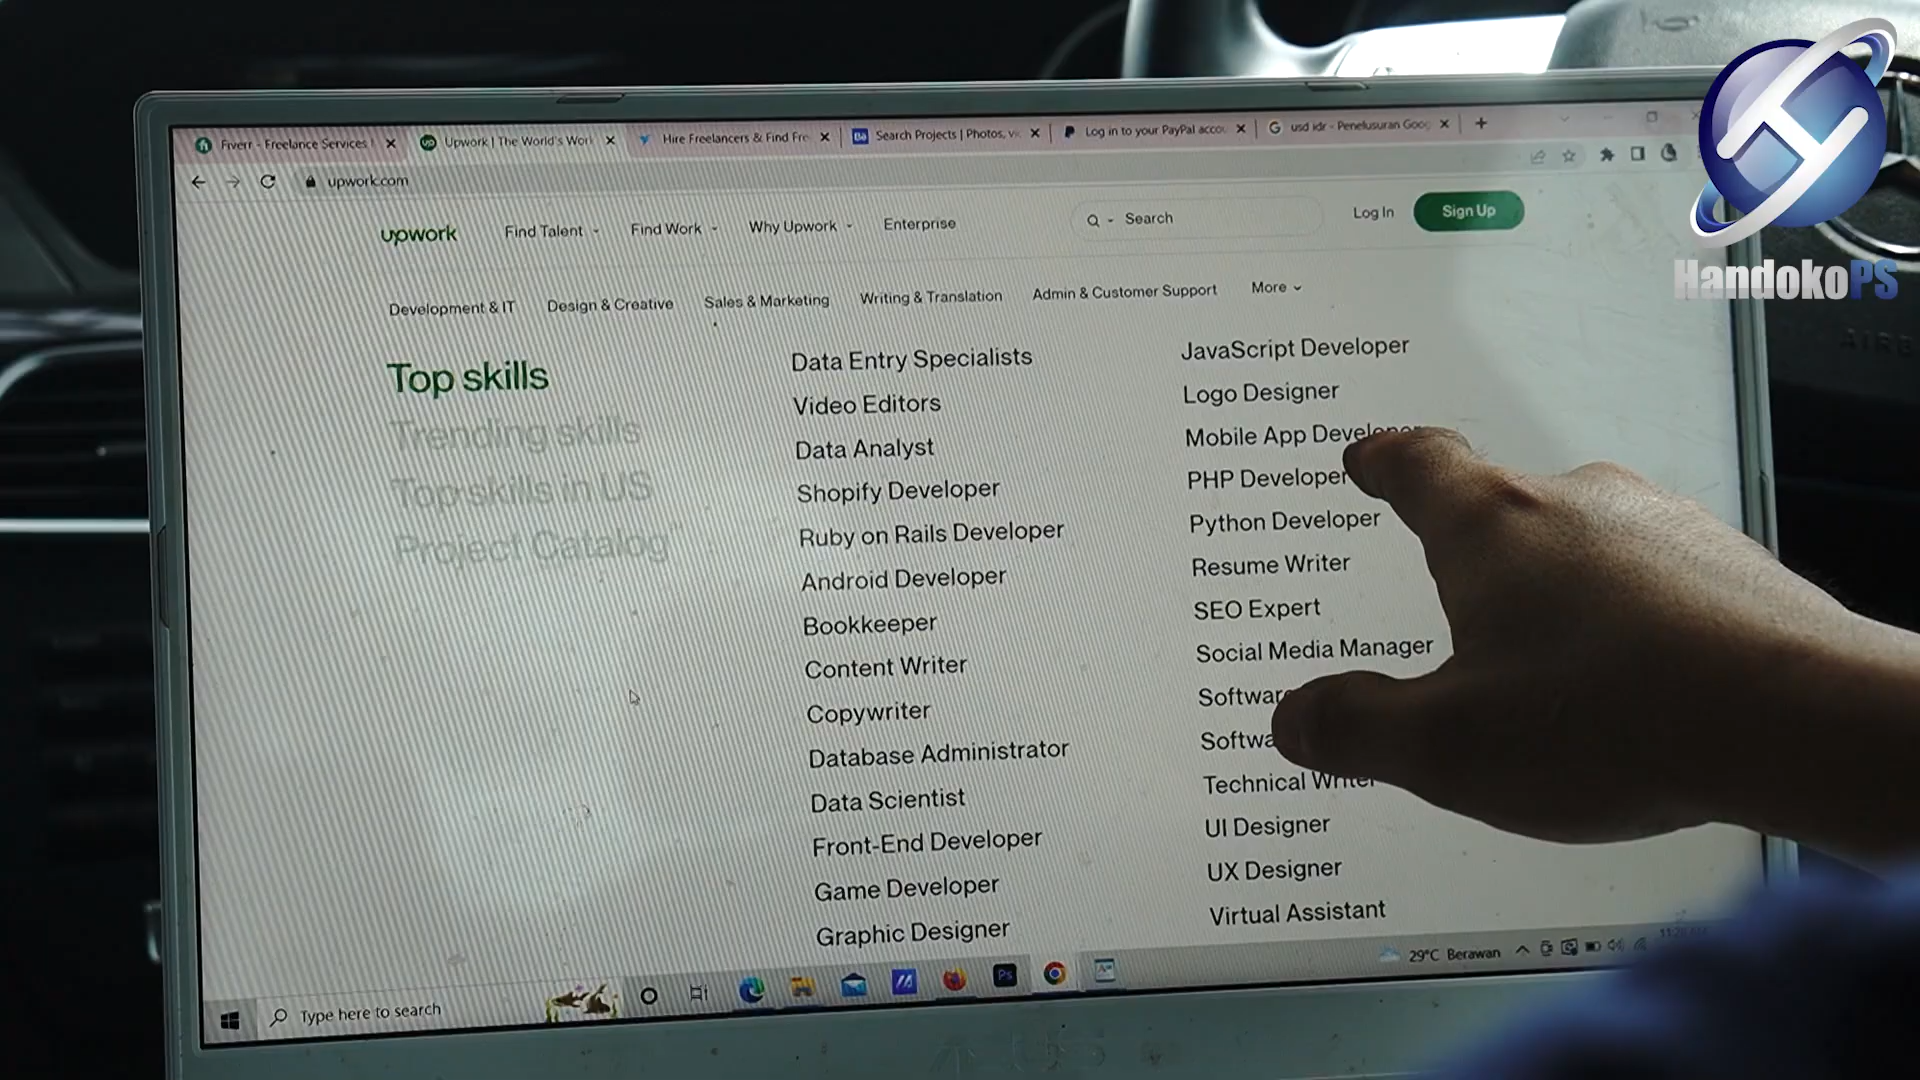 Fiverr - Freelance Services
Upwork | The World's Wor
Hire Freelancers & Find Fre
Bē Search Projects | Photos, vi
Log in to your PayPal accou
usd idr - Penelusuran Goog
upwork.com
upwork
Find Talent
Find Work
Why Upwork
Enterprise
Search
Log In
Sign Up
HandokoPS
Development & IT
Design & Creative
Sales & Marketing
Writing & Translation
Admin & Customer Support
More
Top skills
Trending skills
Top skills in US
Project Catalog
Data Entry Specialists
Video Editors
Data Analyst
Shopify Developer
Ruby on Rails Developer
Android Developer
Bookkeeper
Content Writer
Copywriter
Database Administrator
Data Scientist
Front-End Developer
Game Developer
Graphic Designer
JavaScript Developer
Logo Designer
Mobile App Developer
PHP Developer
Python Developer
Resume Writer
SEO Expert
Social Media Manager
Softwar
Softwa
Technical Writer
UI Designer
UX Designer
Virtual Assistant
Type here to search
Ps
29°C Berawan